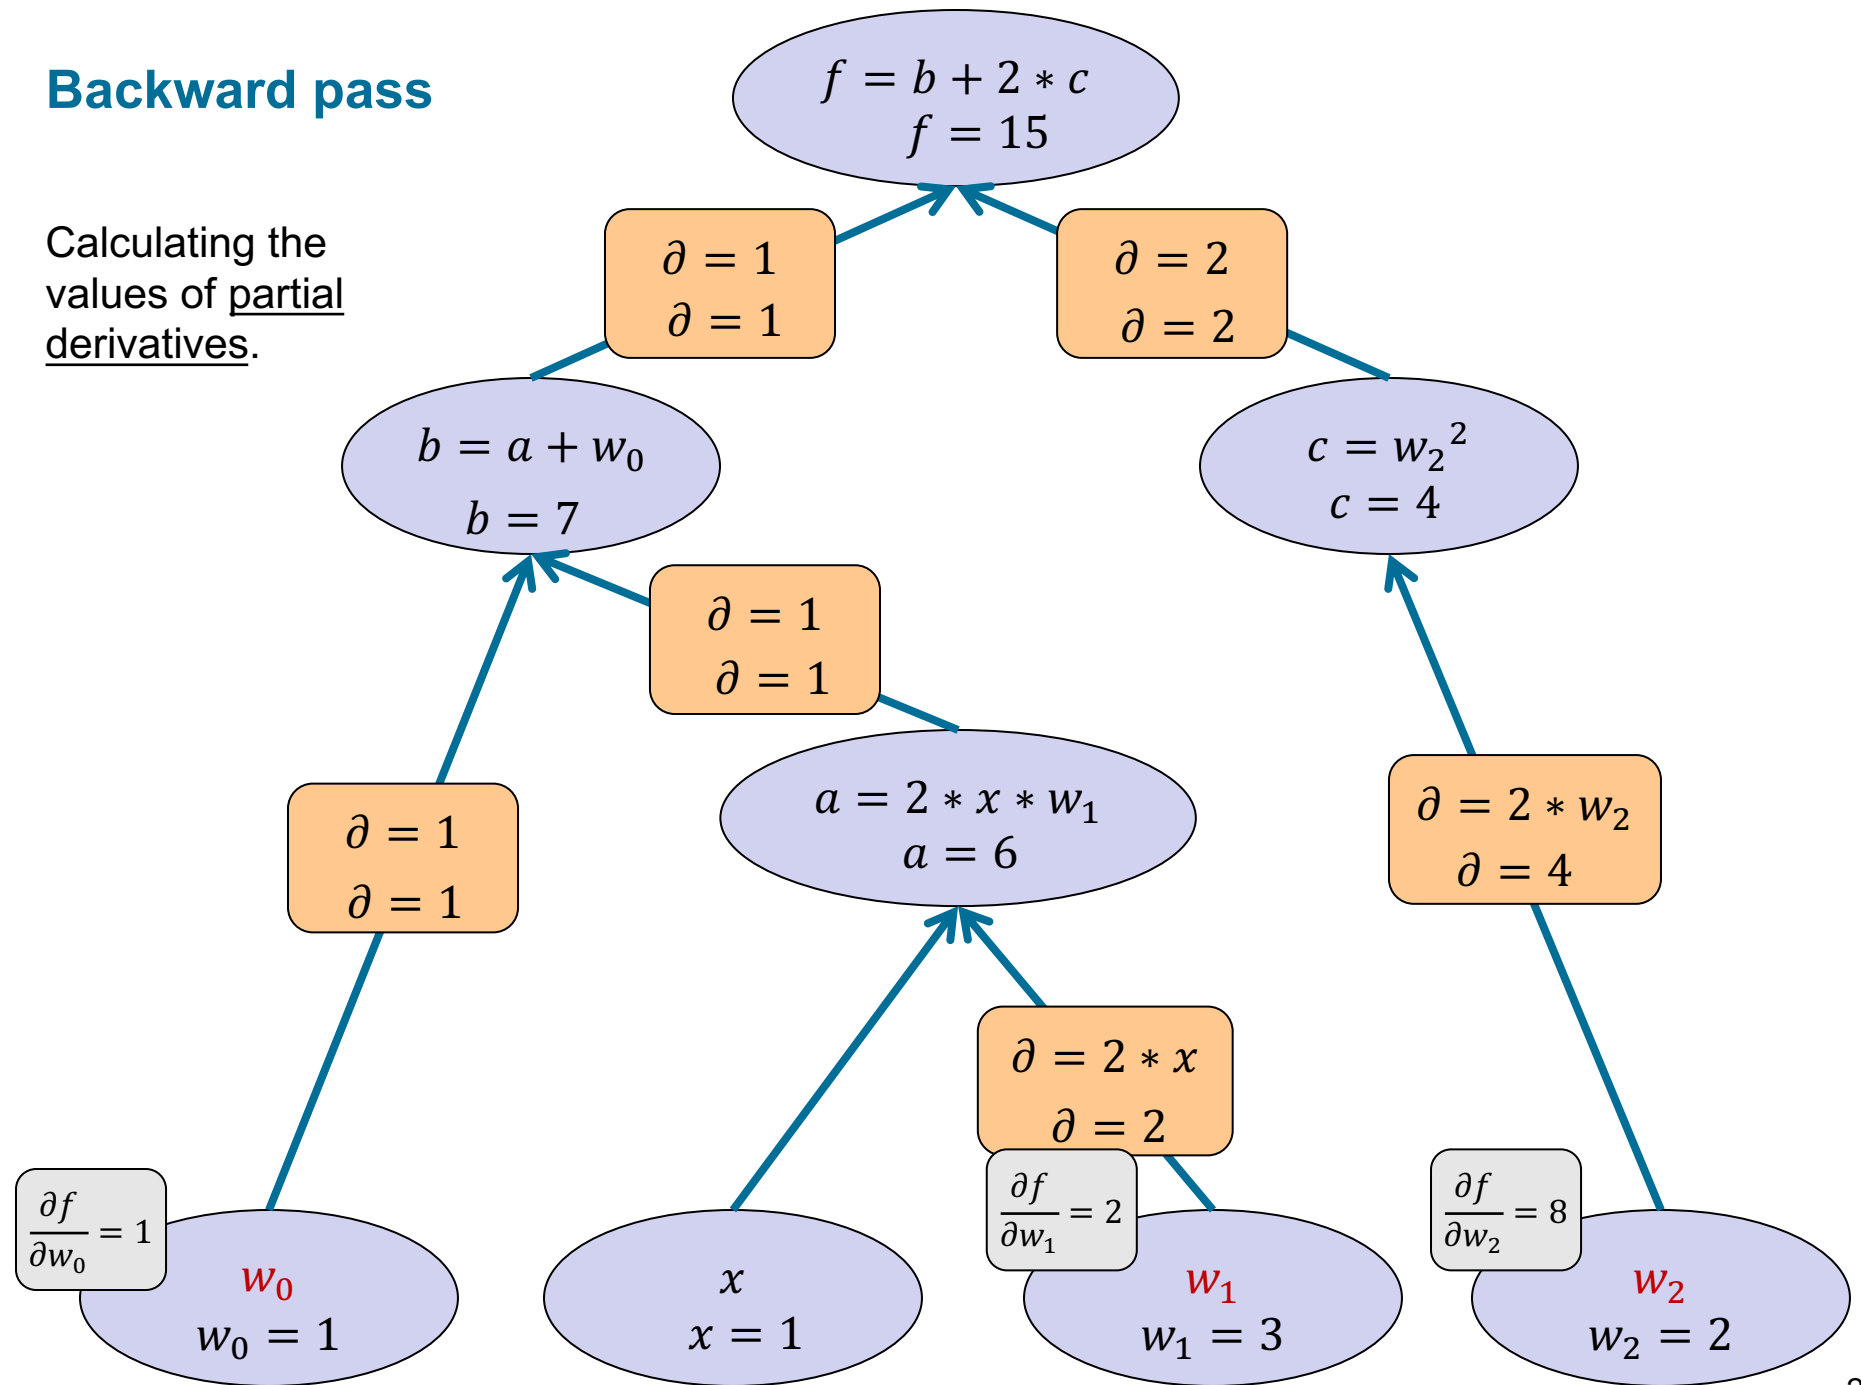 Backward pass
Calculating the
values of partial
derivatives.
f = b + 2 ∗ c
f = 15
∂ = 1
∂ = 1
∂ = 2
∂ = 2
b = a + w₀
b = 7
c = w₂²
c = 4
∂ = 1
∂ = 1
∂ = 1
∂ = 1
a = 2 ∗ x ∗ w₁
a = 6
∂ = 2 ∗ w₂
∂ = 4
∂ = 2 ∗ x
∂ = 2
∂f/∂w₀ = 1
w₀
w₀ = 1
x
x = 1
∂f/∂w₁ = 2
w₁
w₁ = 3
∂f/∂w₂ = 8
w₂
w₂ = 2